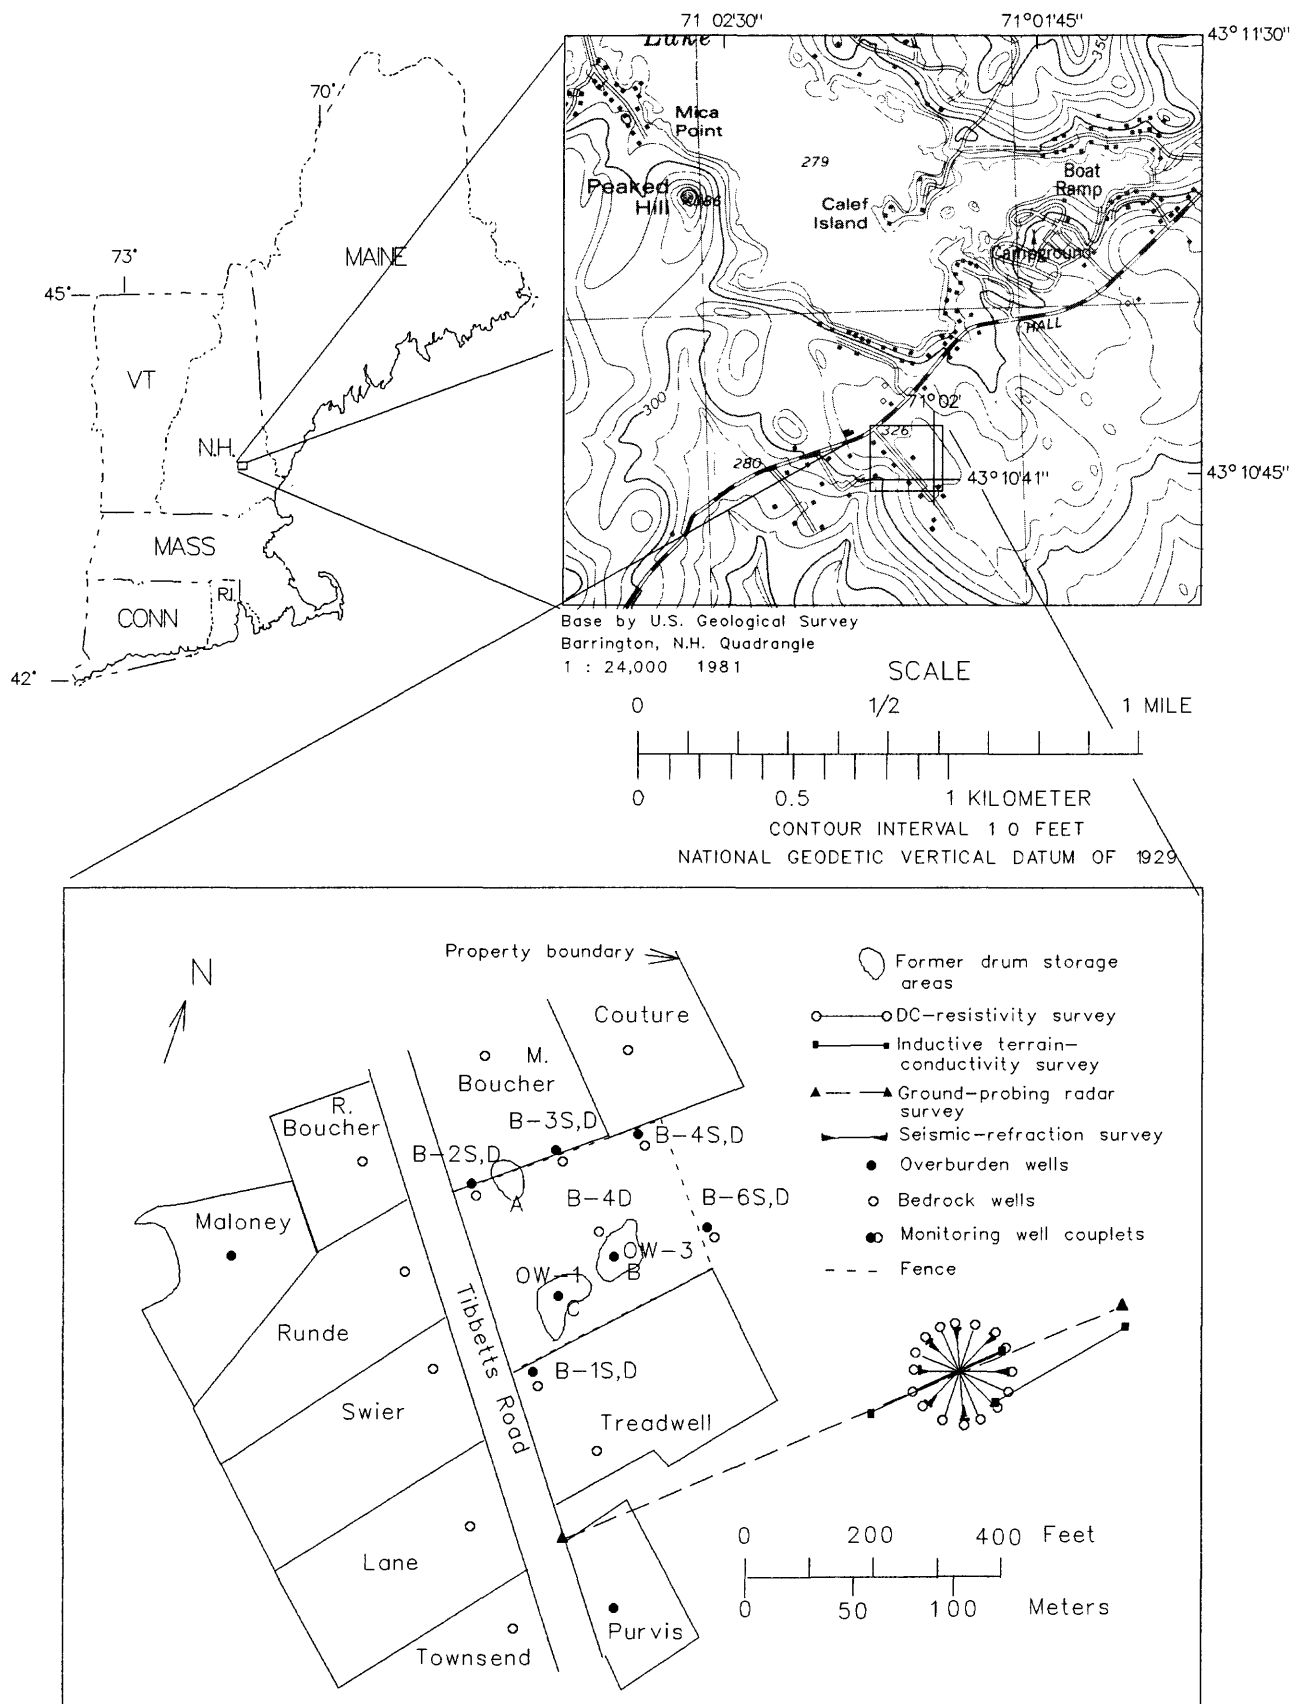 71 02'30"
71°01'45"
43° 11'30"
Lake
350
70°
Mica
Point
279
Boat
Ramp
Peaked
Hill
Calef
Island
MAINE
Campground
73°
45°
HALL
VT
300
71° 02'
326
N.H.
280
43° 10'45"
43° 10'41"
MASS
R.I.
CONN
Base by U.S. Geological Survey
Barrington, N.H. Quadrangle
1 : 24,000 1981
42°
SCALE
0 1/2 1 MILE
0 0.5 1 KILOMETER
CONTOUR INTERVAL 1 0 FEET
NATIONAL GEODETIC VERTICAL DATUM OF 1929
Property boundary
N
Couture
M.
Boucher
R.
Boucher
B-3S,D
B-4S,D
B-2S,D
A
B-4D
B-6S,D
Maloney
OW-3
B
OW-1
C
Runde
Tibbetts Road
B-1S,D
Swier
Treadwell
Lane
Purvis
Townsend
Former drum storage
areas
DC-resistivity survey
Inductive terrain-
conductivity survey
Ground-probing radar
survey
Seismic-refraction survey
Overburden wells
Bedrock wells
Monitoring well couplets
Fence
0 200 400 Feet
0 50 100 Meters